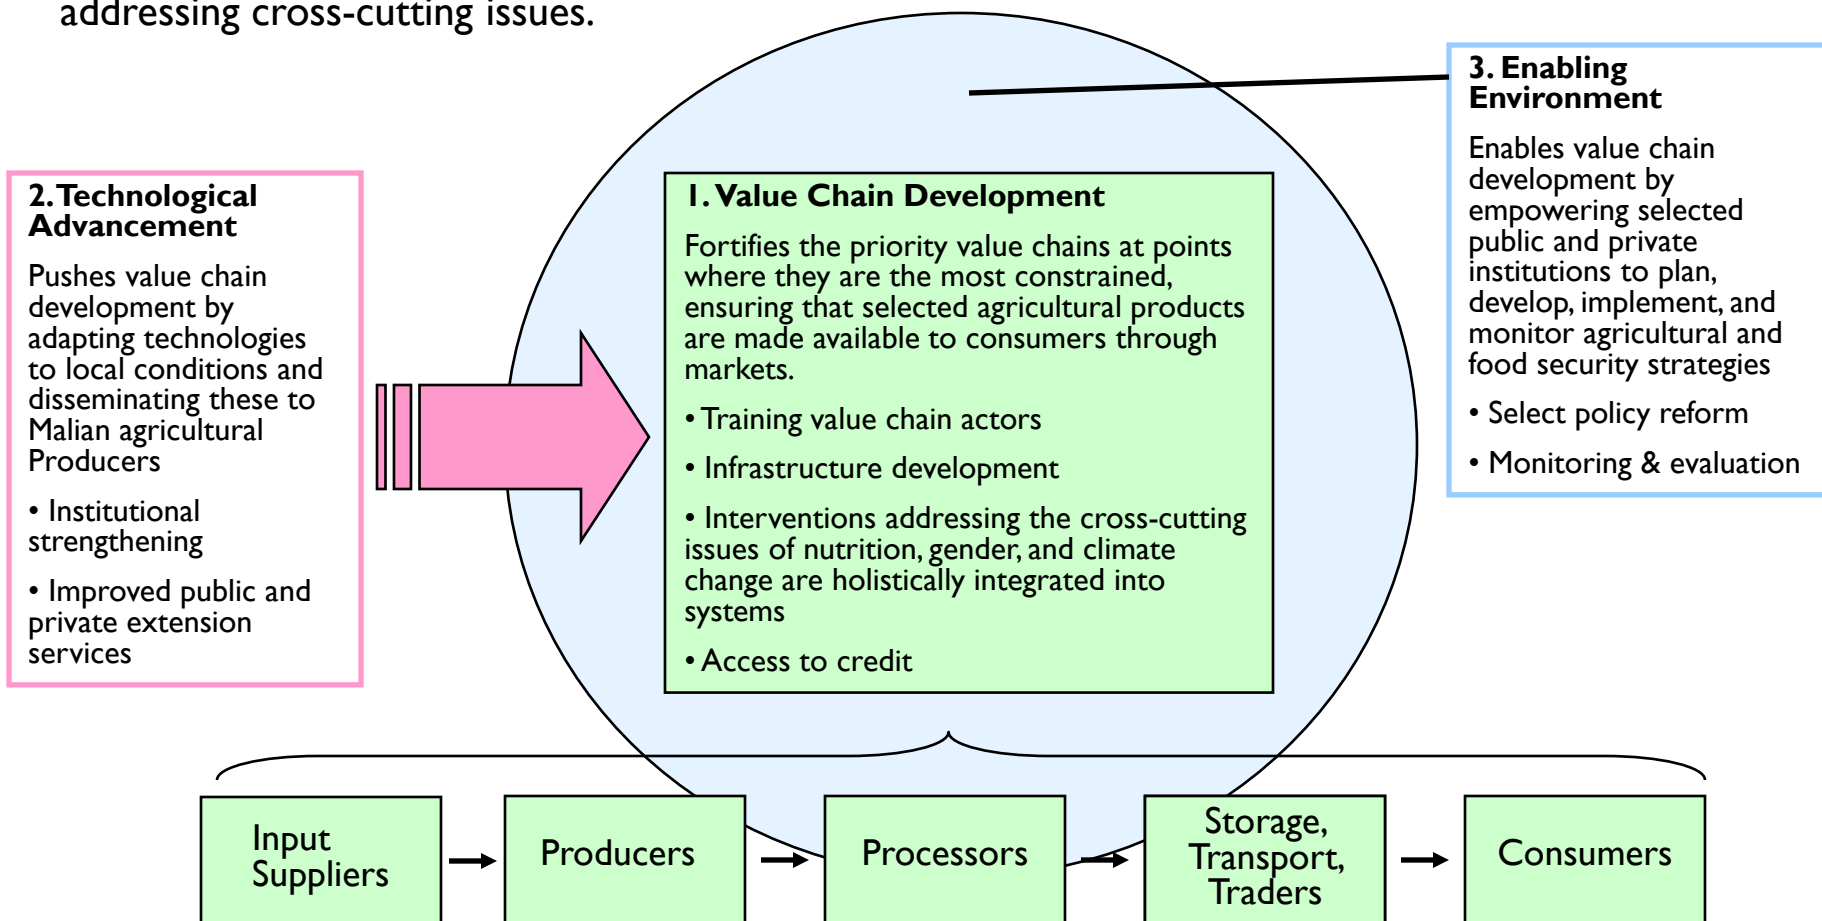 addressing cross-cutting issues.
3. Enabling
Environment
Enables value chain
development by
empowering selected
public and private
institutions to plan,
develop, implement, and
monitor agricultural and
food security strategies
• Select policy reform
• Monitoring & evaluation
2. Technological
Advancement
Pushes value chain
development by
adapting technologies
to local conditions and
disseminating these to
Malian agricultural
Producers
• Institutional
strengthening
• Improved public and
private extension
services
1. Value Chain Development
Fortifies the priority value chains at points
where they are the most constrained,
ensuring that selected agricultural products
are made available to consumers through
markets.
• Training value chain actors
• Infrastructure development
• Interventions addressing the cross-cutting
issues of nutrition, gender, and climate
change are holistically integrated into
systems
• Access to credit
Input
Suppliers
Producers
Processors
Storage,
Transport,
Traders
Consumers